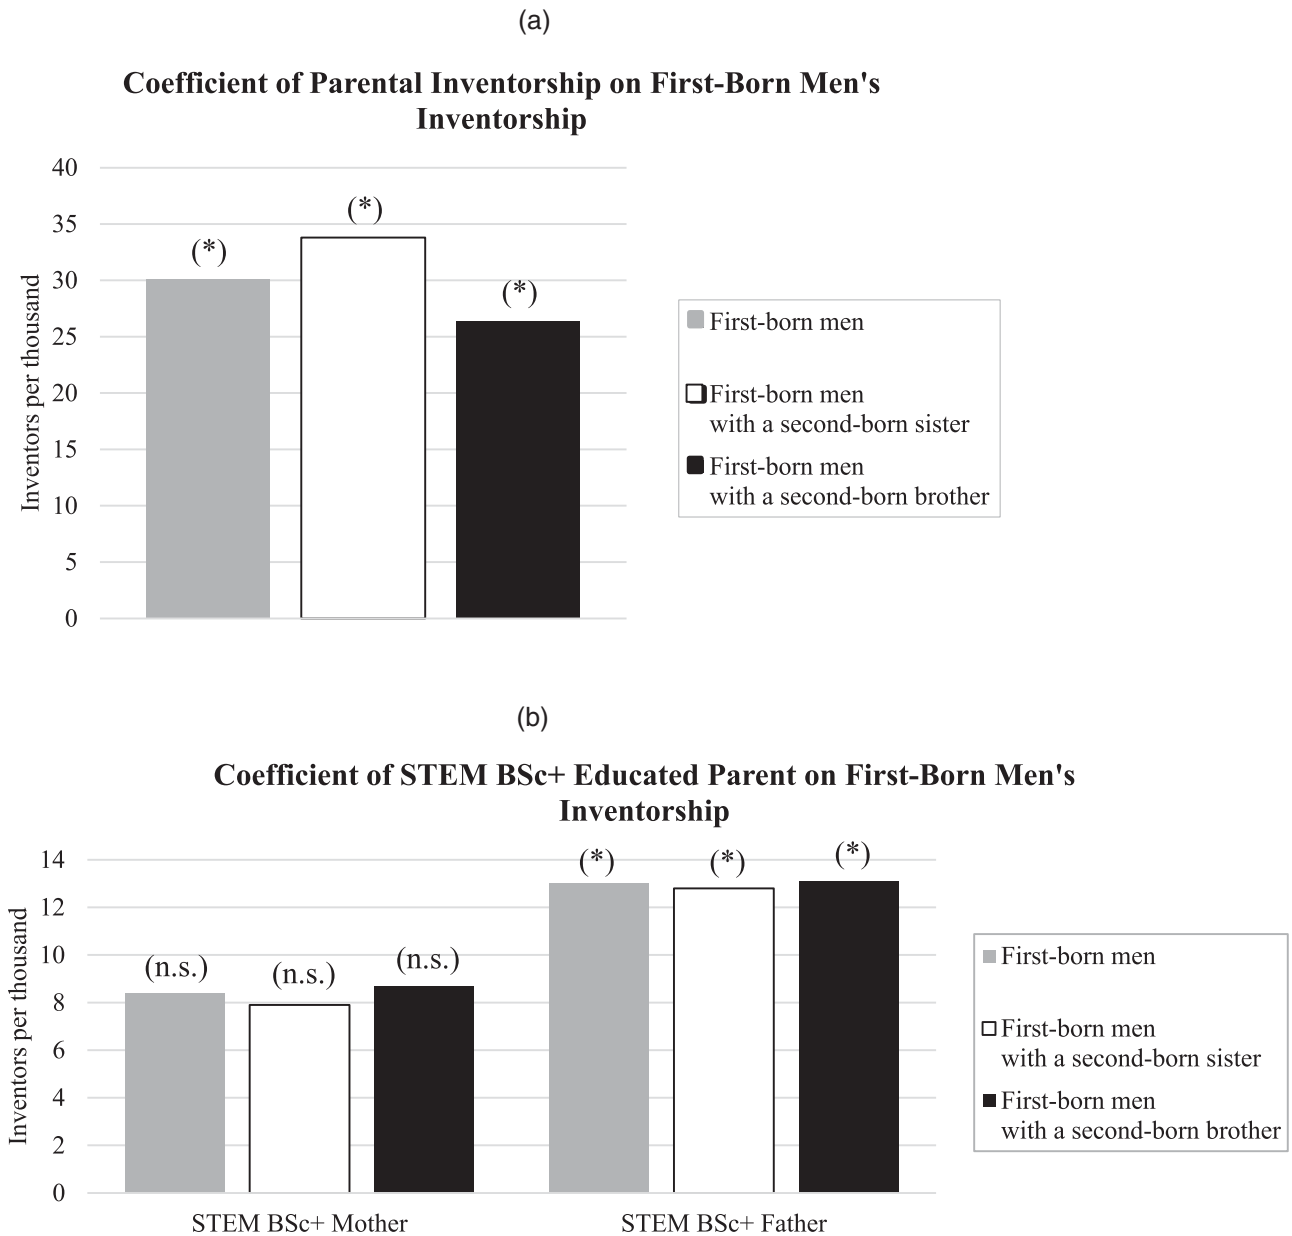 (a)
Coefficient of Parental Inventorship on First-Born Men's
Inventorship
Inventors per thousand
40
35
30
25
20
15
10
5
0
(*)
(*)
(*)
First-born men
First-born men
with a second-born sister
First-born men
with a second-born brother
(b)
Coefficient of STEM BSc+ Educated Parent on First-Born Men's
Inventorship
Inventors per thousand
14
12
10
8
6
4
2
0
(n.s.)
(n.s.)
(n.s.)
(*)
(*)
(*)
STEM BSc+ Mother
STEM BSc+ Father
First-born men
First-born men
with a second-born sister
First-born men
with a second-born brother